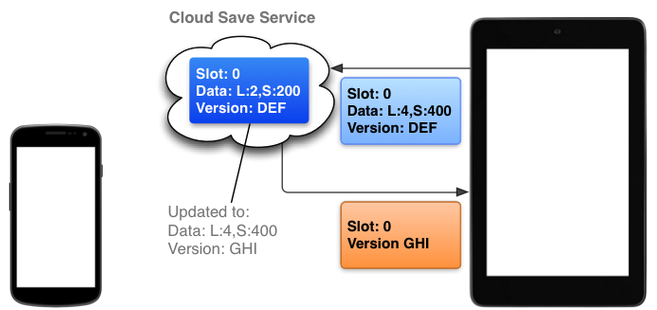 Cloud Save Service
Slot: 0
Data: L:2,S:200
Version: DEF
Slot: 0
Data: L:4,S:400
Version: DEF
Updated to:
Data: L:4,S:400
Version: GHI
Slot: 0
Version GHI